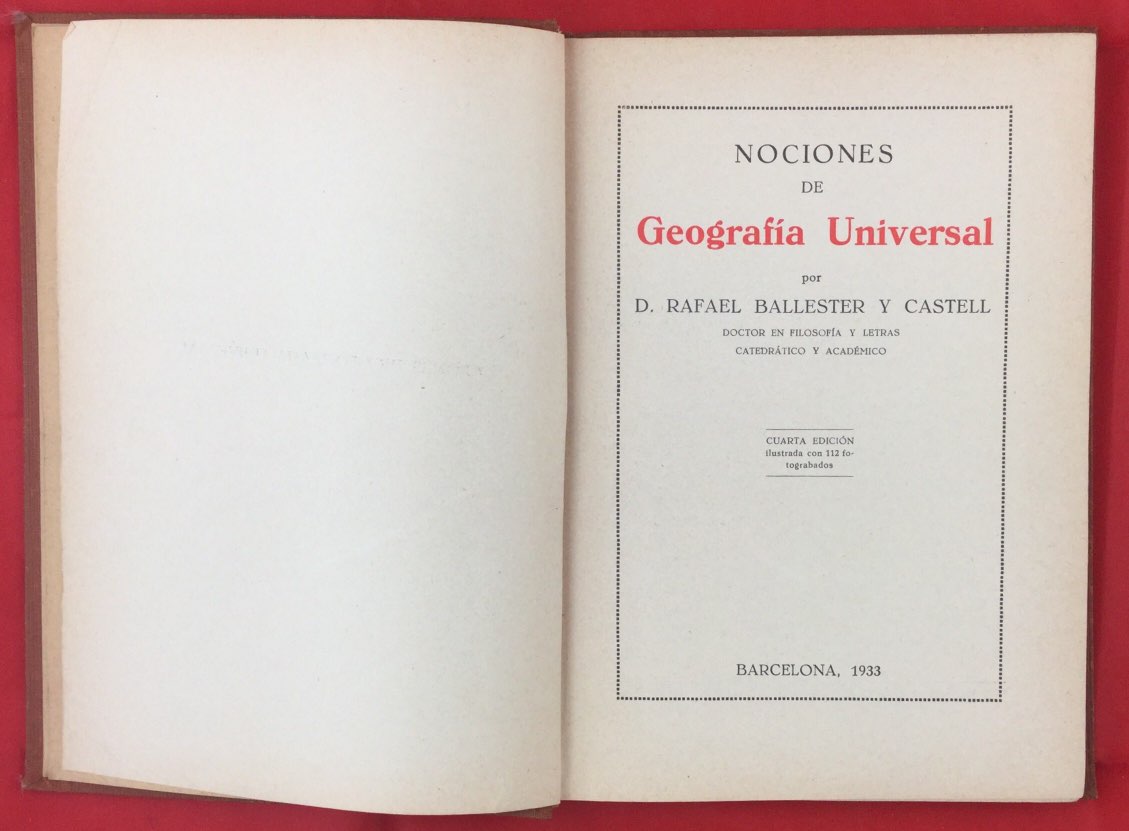 NOCIONES
DE
Geografía Universal
por
D. RAFAEL BALLESTER Y CASTELL
DOCTOR EN FILOSOFÍA Y LETRAS
CATEDRÁTICO Y ACADÉMICO
CUARTA EDICIÓN
ilustrada con 112 fo-
tograbados
BARCELONA, 1933